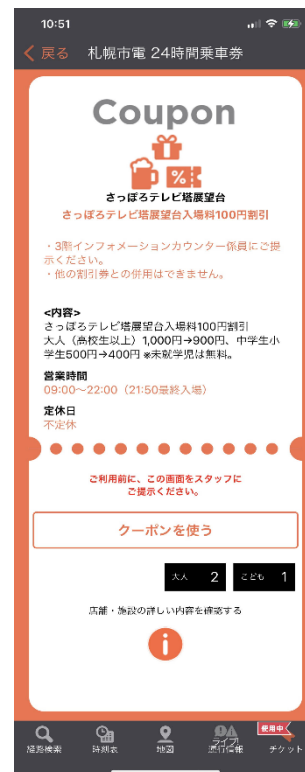 10:51
戻る 札幌市電 24時間乗車券
Coupon
%
さっぽろテレビ塔展望台
さっぽろテレビ塔展望台入場料100円割引
・3階インフォメーションカウンター係員にご提
示ください。
・他の割引券との併用はできません。
<内容>
さっぽろテレビ塔展望台入場料100円割引
大人（高校生以上）1,000円→900円、中学生小
学生500円→400円 ※未就学児は無料。
営業時間
09:00〜22:00（21:50最終入場）
定休日
不定休
ご利用前に、この画面をスタッフに
ご提示ください。
クーポンを使う
大人 2 こども 1
店舗・施設の詳しい内容を確認する
i
使用中
経路検索 時刻表 地図 運行情報 チケット
ライブ!